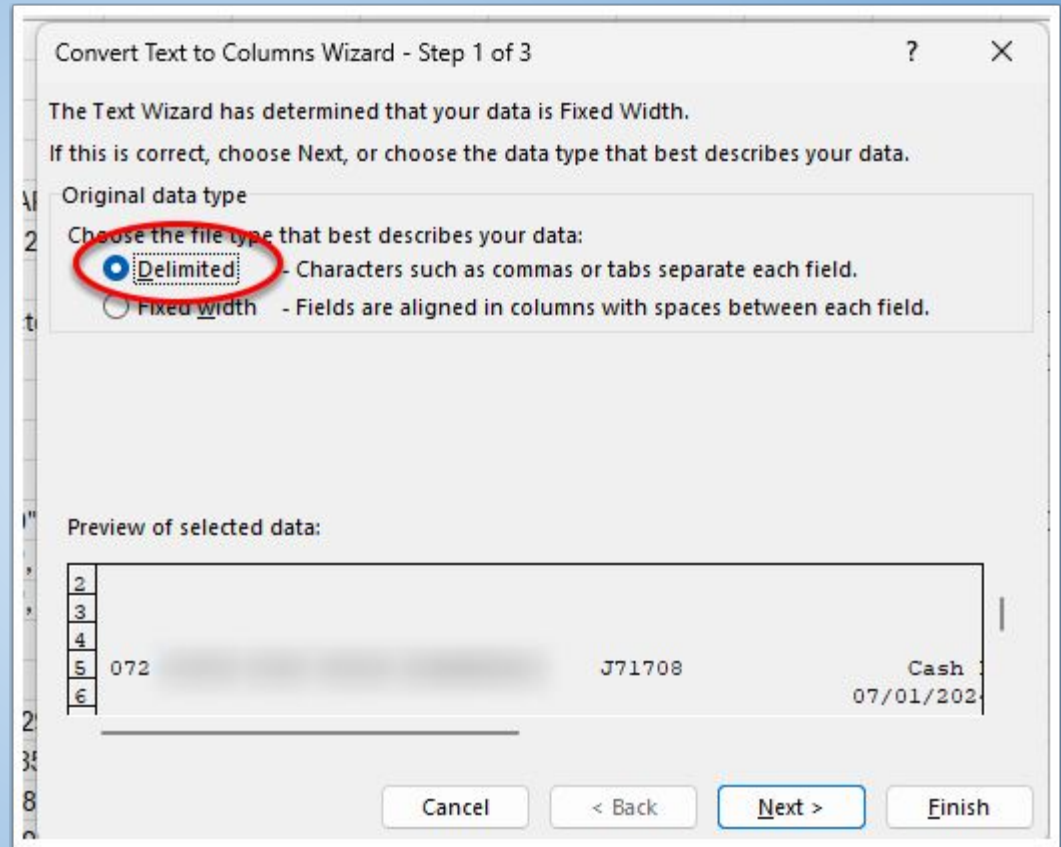 Convert Text to Columns Wizard - Step 1 of 3 ? ×
The Text Wizard has determined that your data is Fixed Width.
If this is correct, choose Next, or choose the data type that best describes your data.
Original data type
Choose the file type that best describes your data:
Delimited - Characters such as commas or tabs separate each field.
Fixed width - Fields are aligned in columns with spaces between each field.
Preview of selected data:
2
3
4
5 072 J71708 Cash
6 07/01/202
Cancel < Back Next > Finish